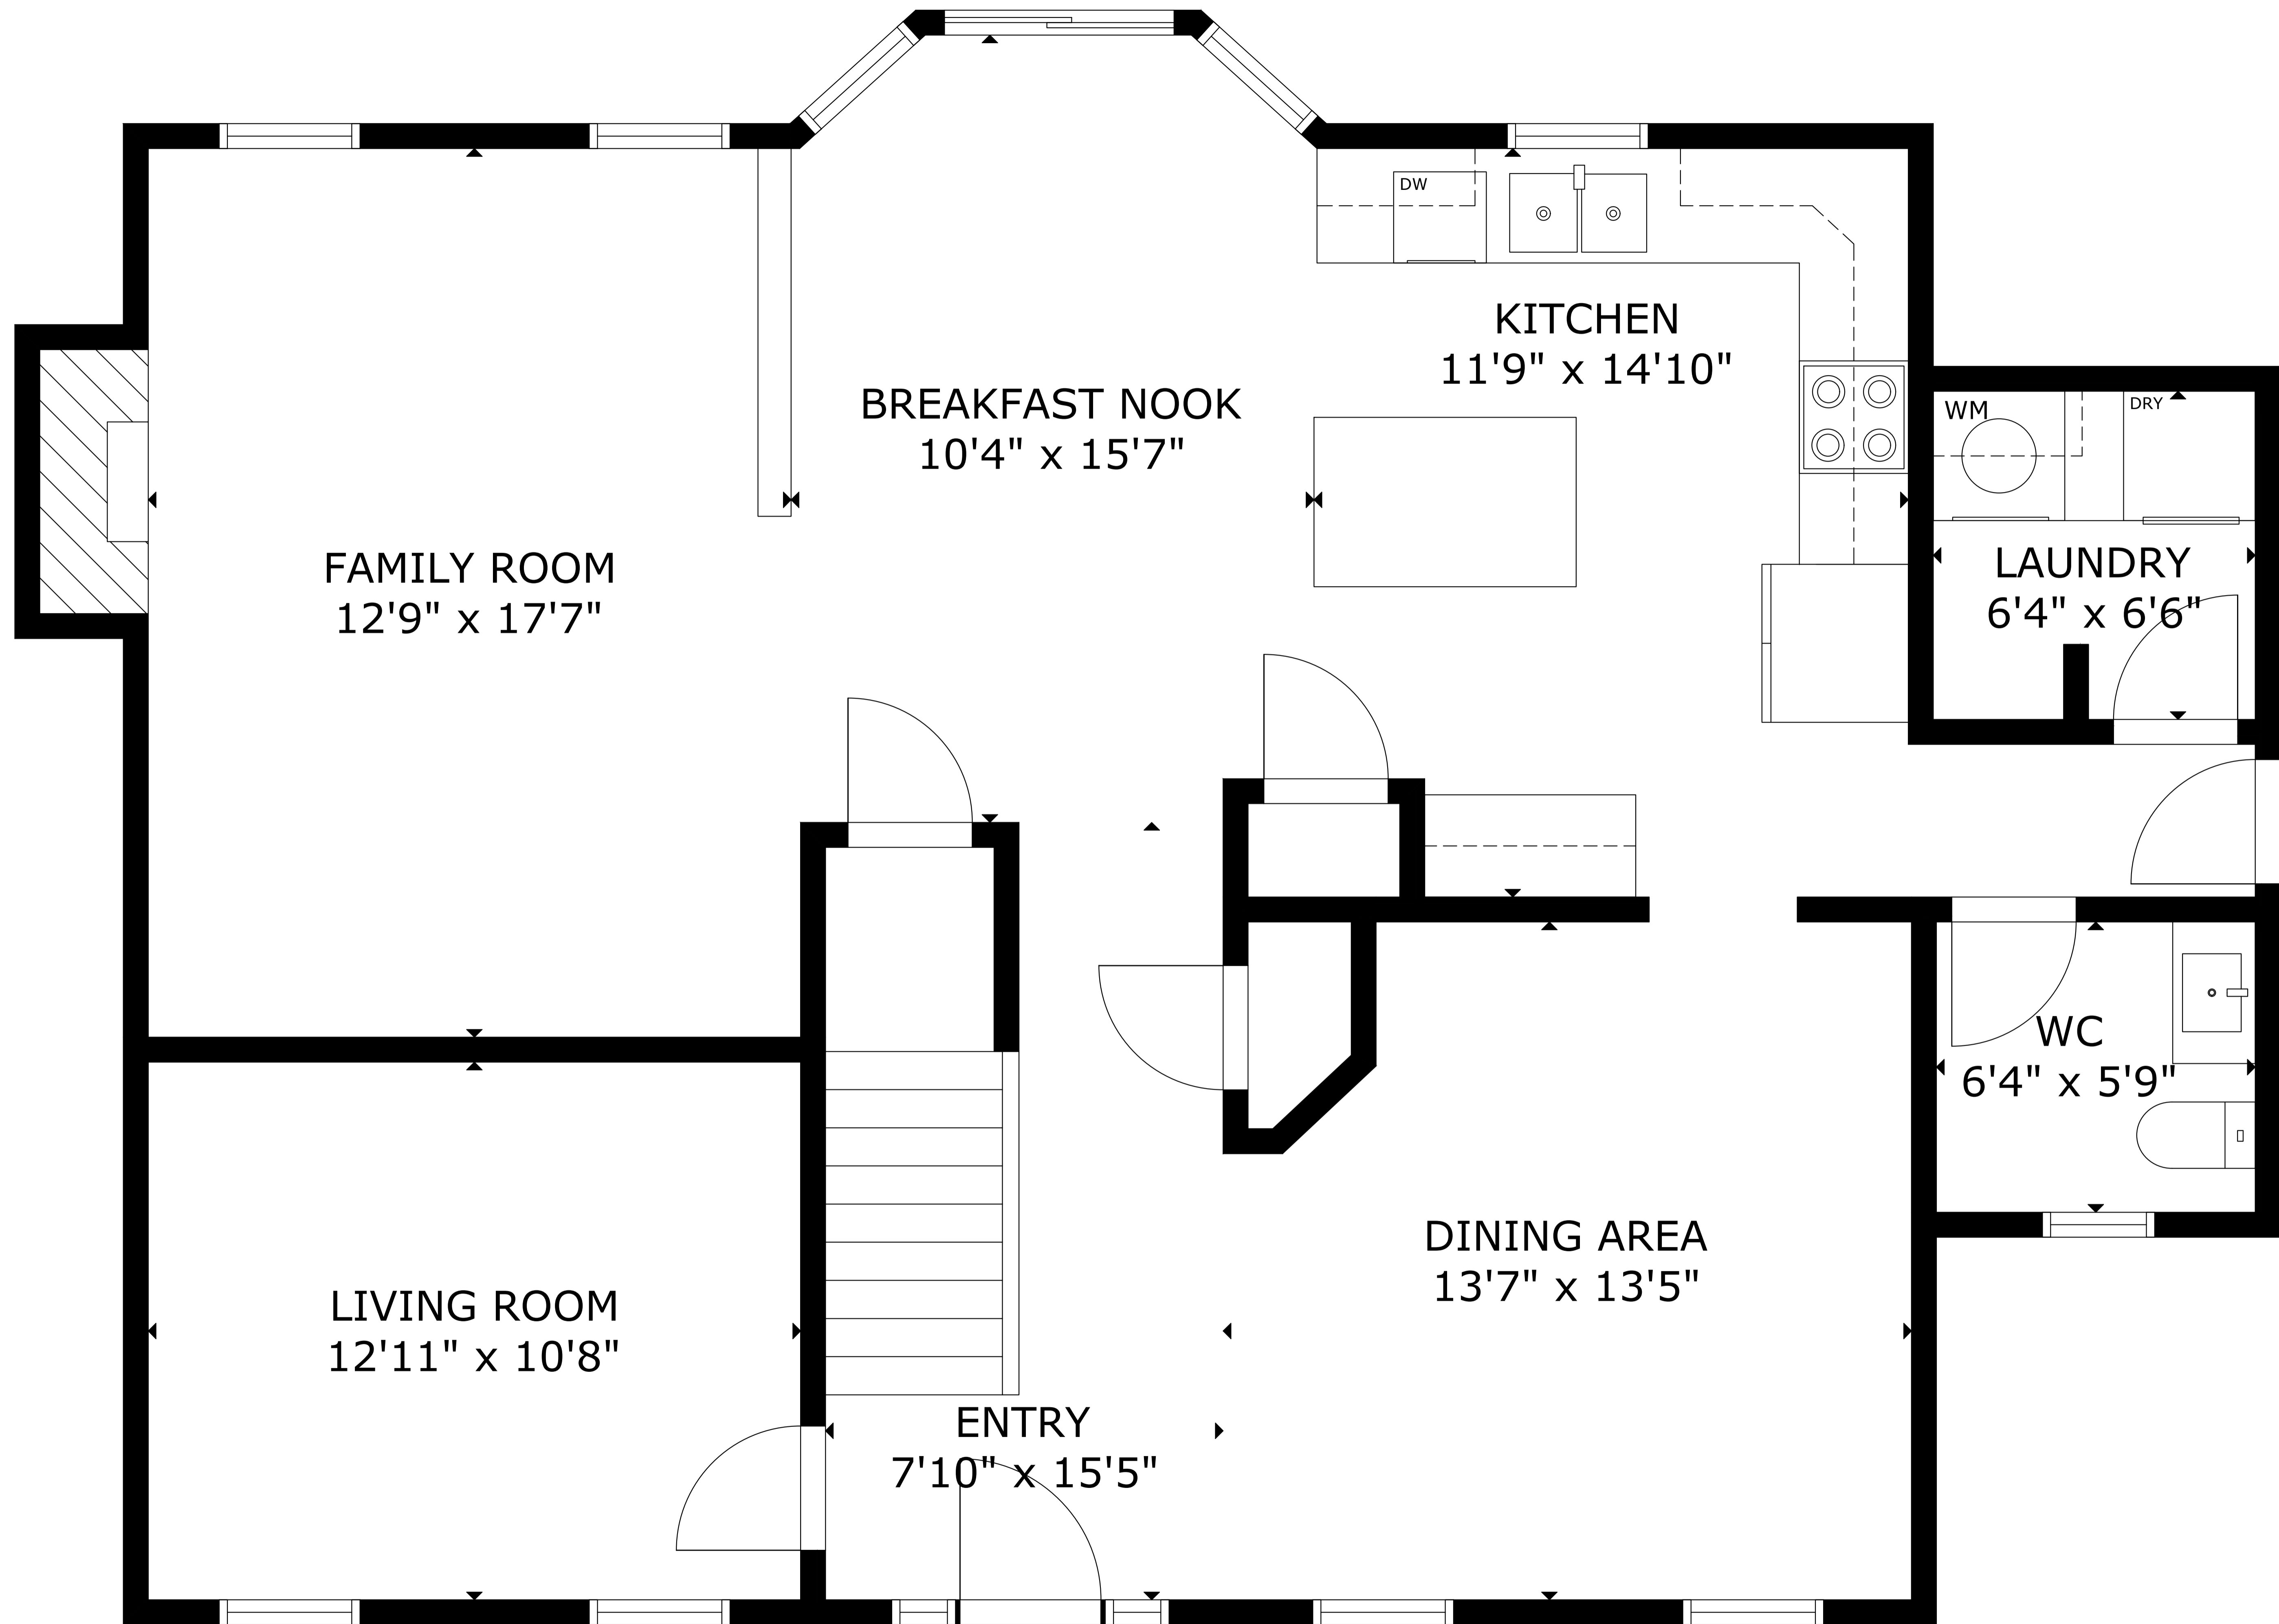 DW
KITCHEN
11'9" x 14'10"
BREAKFAST NOOK
10'4" x 15'7"
WM
DRY
FAMILY ROOM
12'9" x 17'7"
LAUNDRY
6'4" x 6'6"
WC
6'4" x 5'9"
DINING AREA
13'7" x 13'5"
LIVING ROOM
12'11" x 10'8"
ENTRY
7'10" x 15'5"